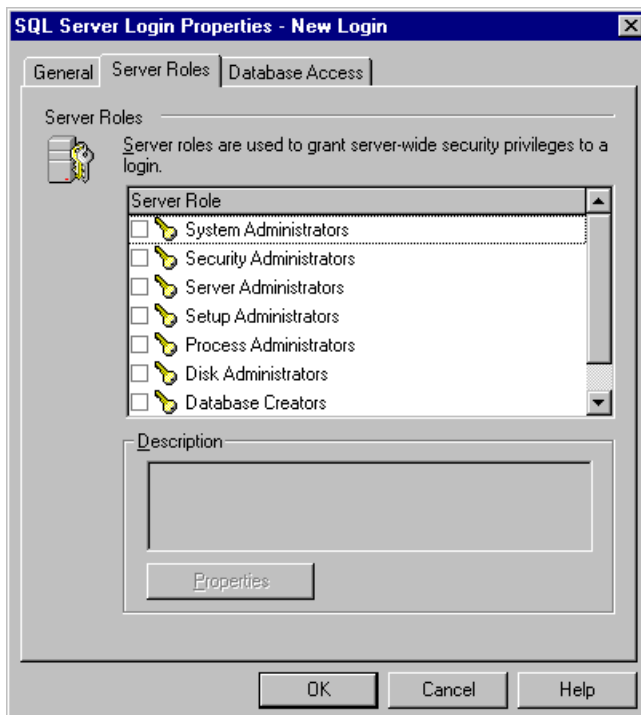 SQL Server Login Properties - New Login
General
Server Roles
Database Access
Server Roles
Server roles are used to grant server-wide security privileges to a
login.
Server Role
System Administrators
Security Administrators
Server Administrators
Setup Administrators
Process Administrators
Disk Administrators
Database Creators
Description
Properties
OK
Cancel
Help